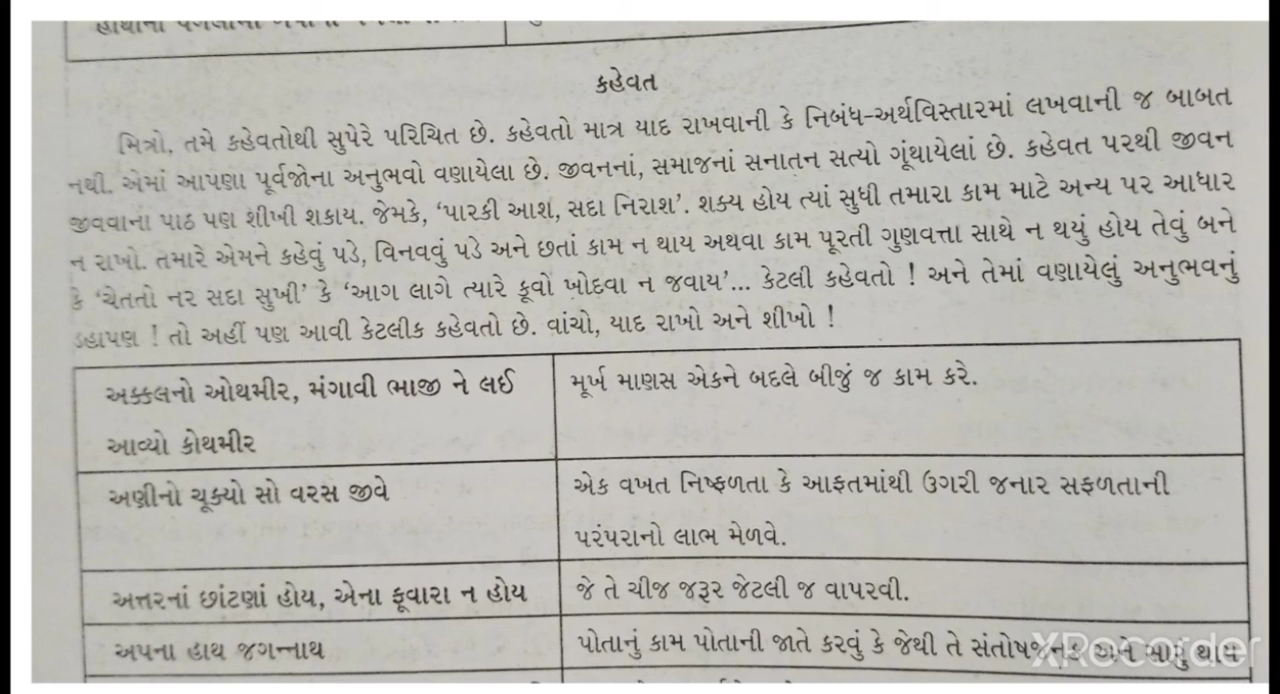 કહેવત
મિત્રો, તમે કહેવતોથી સુપેરે પરિચિત છે. કહેવતો માત્ર યાદ રાખવાની કે નિબંધ-અર્થવિસ્તારમાં લખવાની જ બાબત
નથી. એમાં આપણા પૂર્વજોના અનુભવો વણાયેલા છે. જીવનનાં, સમાજનાં સનાતન સત્યો ગૂંથાયેલાં છે. કહેવત પરથી જીવન
જીવવાના પાઠ પણ શીખી શકાય. જેમકે, ‘પારકી આશ, સદા નિરાશ’. શક્ય હોય ત્યાં સુધી તમારા કામ માટે અન્ય પર આધાર
ન રાખો. તમારે એમને કહેવું પડે, વિનવવું પડે અને છતાં કામ ન થાય અથવા કામ પૂરતી ગુણવત્તા સાથે ન થયું હોય તેવું બને
કે ‘ચેતતો નર સદા સુખી’ કે ‘આગ લાગે ત્યારે કૂવો ખોદવા ન જવાય’... કેટલી કહેવતો ! અને તેમાં વણાયેલું અનુભવનું
ડહાપણ ! તો અહીં પણ આવી કેટલીક કહેવતો છે. વાંચો, યાદ રાખો અને શીખો !
અક્કલનો ઓથમીર, મંગાવી ભાજી ને લઈ
આવ્યો કોથમીર
મૂર્ખ માણસ એકને બદલે બીજું જ કામ કરે.
અણીનો ચૂક્યો સો વરસ જીવે
એક વખત નિષ્ફળતા કે આફતમાંથી ઉગરી જનાર સફળતાની
પરંપરાનો લાભ મેળવે.
અત્તરનાં છાંટણાં હોય, એના ફૂવારા ન હોય
જે તે ચીજ જરૂર જેટલી જ વાપરવી.
અપના હાથ જગન્નાથ
પોતાનું કામ પોતાની જાતે કરવું કે જેથી તે સંતોષજનક અને સારું થાય
XRecorder